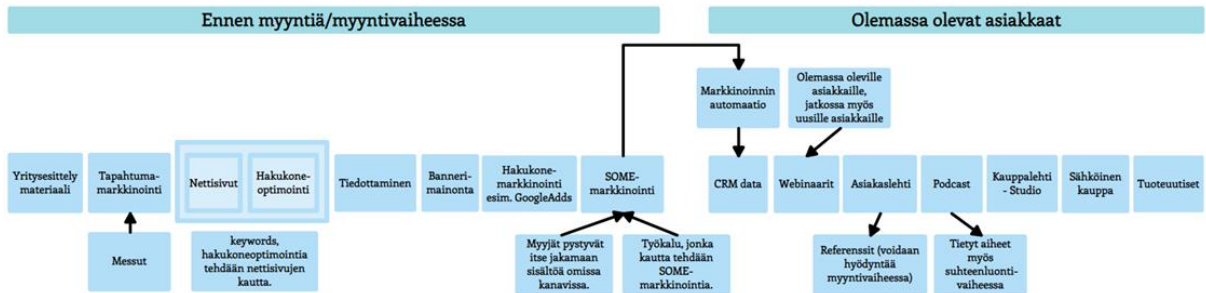 Ennen myyntiä/myyntivaiheessa
Olemassa olevat asiakkaat
Markkinoinnin
automaatio
Olemassa oleville
asiakkaille,
jatkossa myös
uusille asiakkaille
Yritysesittely
materiaali
Tapahtuma-
markkinointi
Nettisivut
Hakukone-
optimointi
Tiedottaminen
Banneri-
mainonta
Hakukone-
markkinointi
esim. GoogleAdds
SOME-
markkinointi
CRM data
Webinaarit
Asiakaslehti
Podcast
Kauppalehti
- Studio
Sähköinen
kauppa
Tuoteuutiset
Messut
keywords,
hakukoneoptimointia
tehdään nettisivujen
kautta.
Myyjät pystyvät
itse jakamaan
sisältöä omissa
kanavissa.
Työkalu, jonka
kautta tehdään
SOME-
markkinointia.
Referenssit (voidaan
hyödyntää
myyntivaiheessa)
Tietyt aiheet
myös
suhteenluonti-
vaiheessa